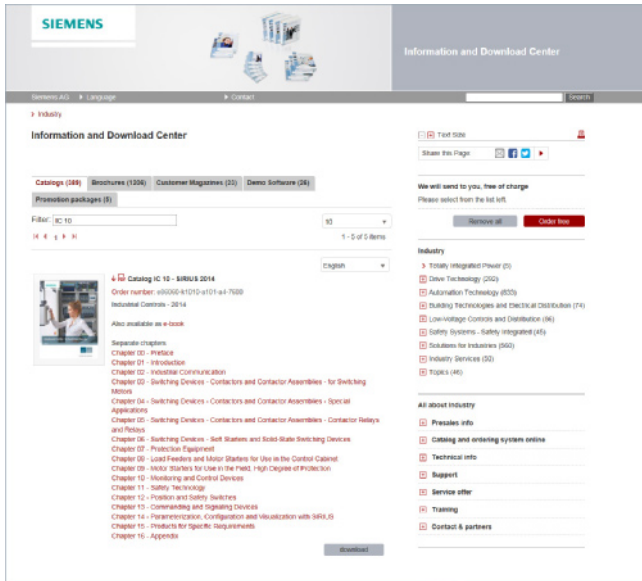 SIEMENS
Information and Download Center
Siemens AG
Language
Contact
Search
Industry
Information and Download Center
Text Size
Share this Page:
Catalogs (389) Brochures (1206) Customer Magazines (33) Demo Software (26)
Promotion packages (5)
We will send to you, free of charge
Please select from the list left.
Filter: IC 10
10
Remove all
Order free
1
1 - 5 of 5 items
English
Industry
Totally Integrated Power (5)
Drive Technology (292)
Automation Technology (833)
Building Technologies and Electrical Distribution (74)
Low-Voltage Controls and Distribution (96)
Safety Systems - Safety Integrated (45)
Solutions for Industries (560)
Industry Services (50)
Topics (46)
Catalog IC 10 - SIRIUS 2014
Order number:
Industrial Controls - 2014
Also available as e-book
Separate chapters
Chapter 00 - Preface
Chapter 01 - Introduction
Chapter 02 - Industrial Communication
Chapter 03 - Switching Devices - Contactors and Contactor Assemblies - for Switching
Motors
Chapter 04 - Switching Devices - Contactors and Contactor Assemblies - Special
Applications
Chapter 05 - Switching Devices - Contactors and Contactor Assemblies - Contactor Relays
and Relays
Chapter 06 - Switching Devices - Soft Starters and Solid-State Switching Devices
Chapter 07 - Protection Equipment
Chapter 08 - Load Feeders and Motor Starters for Use in the Control Cabinet
Chapter 09 - Motor Starters for Use in the Field, High Degree of Protection
Chapter 10 - Monitoring and Control Devices
Chapter 11 - Safety Technology
Chapter 12 - Position and Safety Switches
Chapter 13 - Commanding and Signaling Devices
Chapter 14 - Parameterization, Configuration and Visualization with SIRIUS
Chapter 15 - Products for Specific Requirements
Chapter 16 - Appendix
download
All about Industry
Presales info
Catalog and ordering system online
Technical info
Support
Service offer
Training
Contact & partners